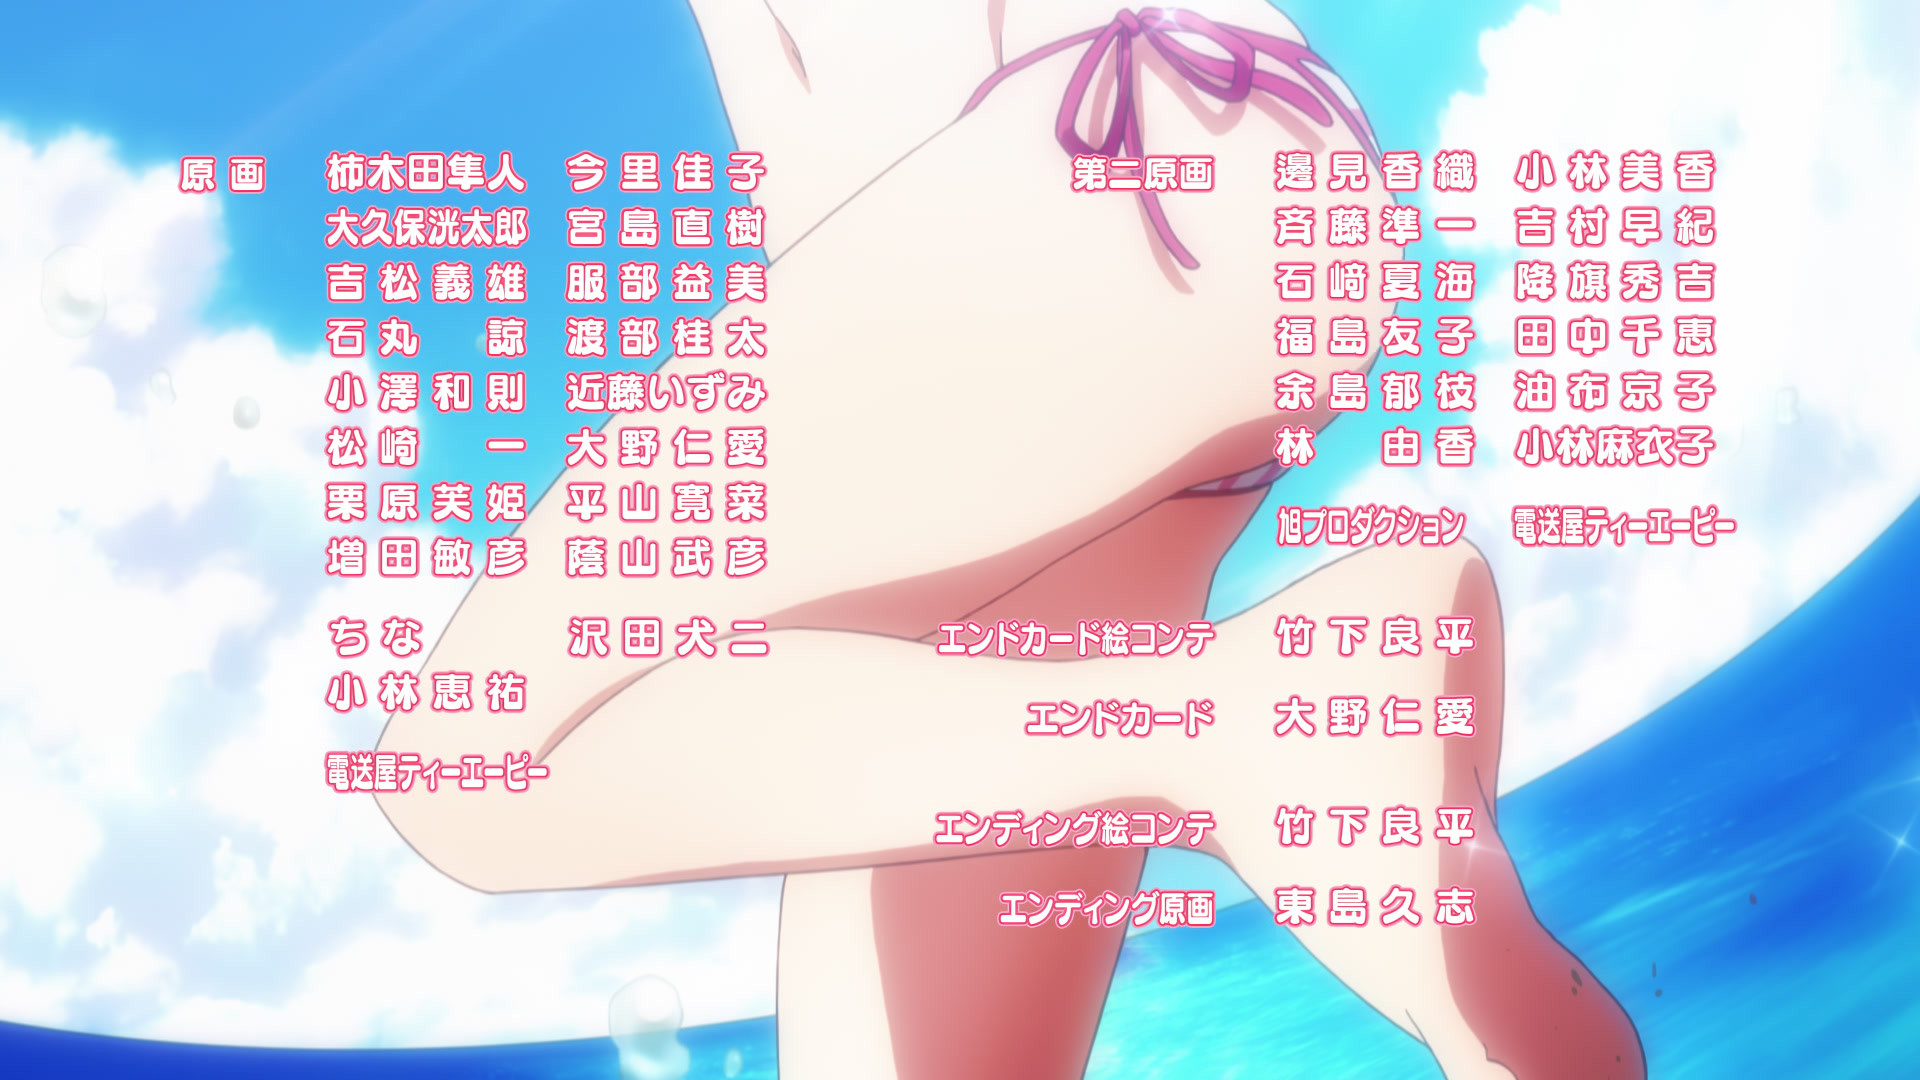 原画 柿木田隼人 今里佳子
大久保洸太郎 宮島直樹
吉松義雄 服部益美
石丸 諒 渡部桂太
小澤和則 近藤いずみ
松崎 一 大野仁愛
栗原芙姫 平山寛菜
増田敏彦 蔭山武彦
ちな 沢田犬二
小林恵祐
電送屋ティーエーピー
第二原画 邊見香織 小林美香
斉藤準一 吉村早紀
石﨑夏海 降旗秀吉
福島友子 田中千恵
余島郁枝 油布京子
林 由香 小林麻衣子
旭プロダクション 電送屋ティーエーピー
エンドカード絵コンテ 竹下良平
エンドカード 大野仁愛
エンディング絵コンテ 竹下良平
エンディング原画 東島久志